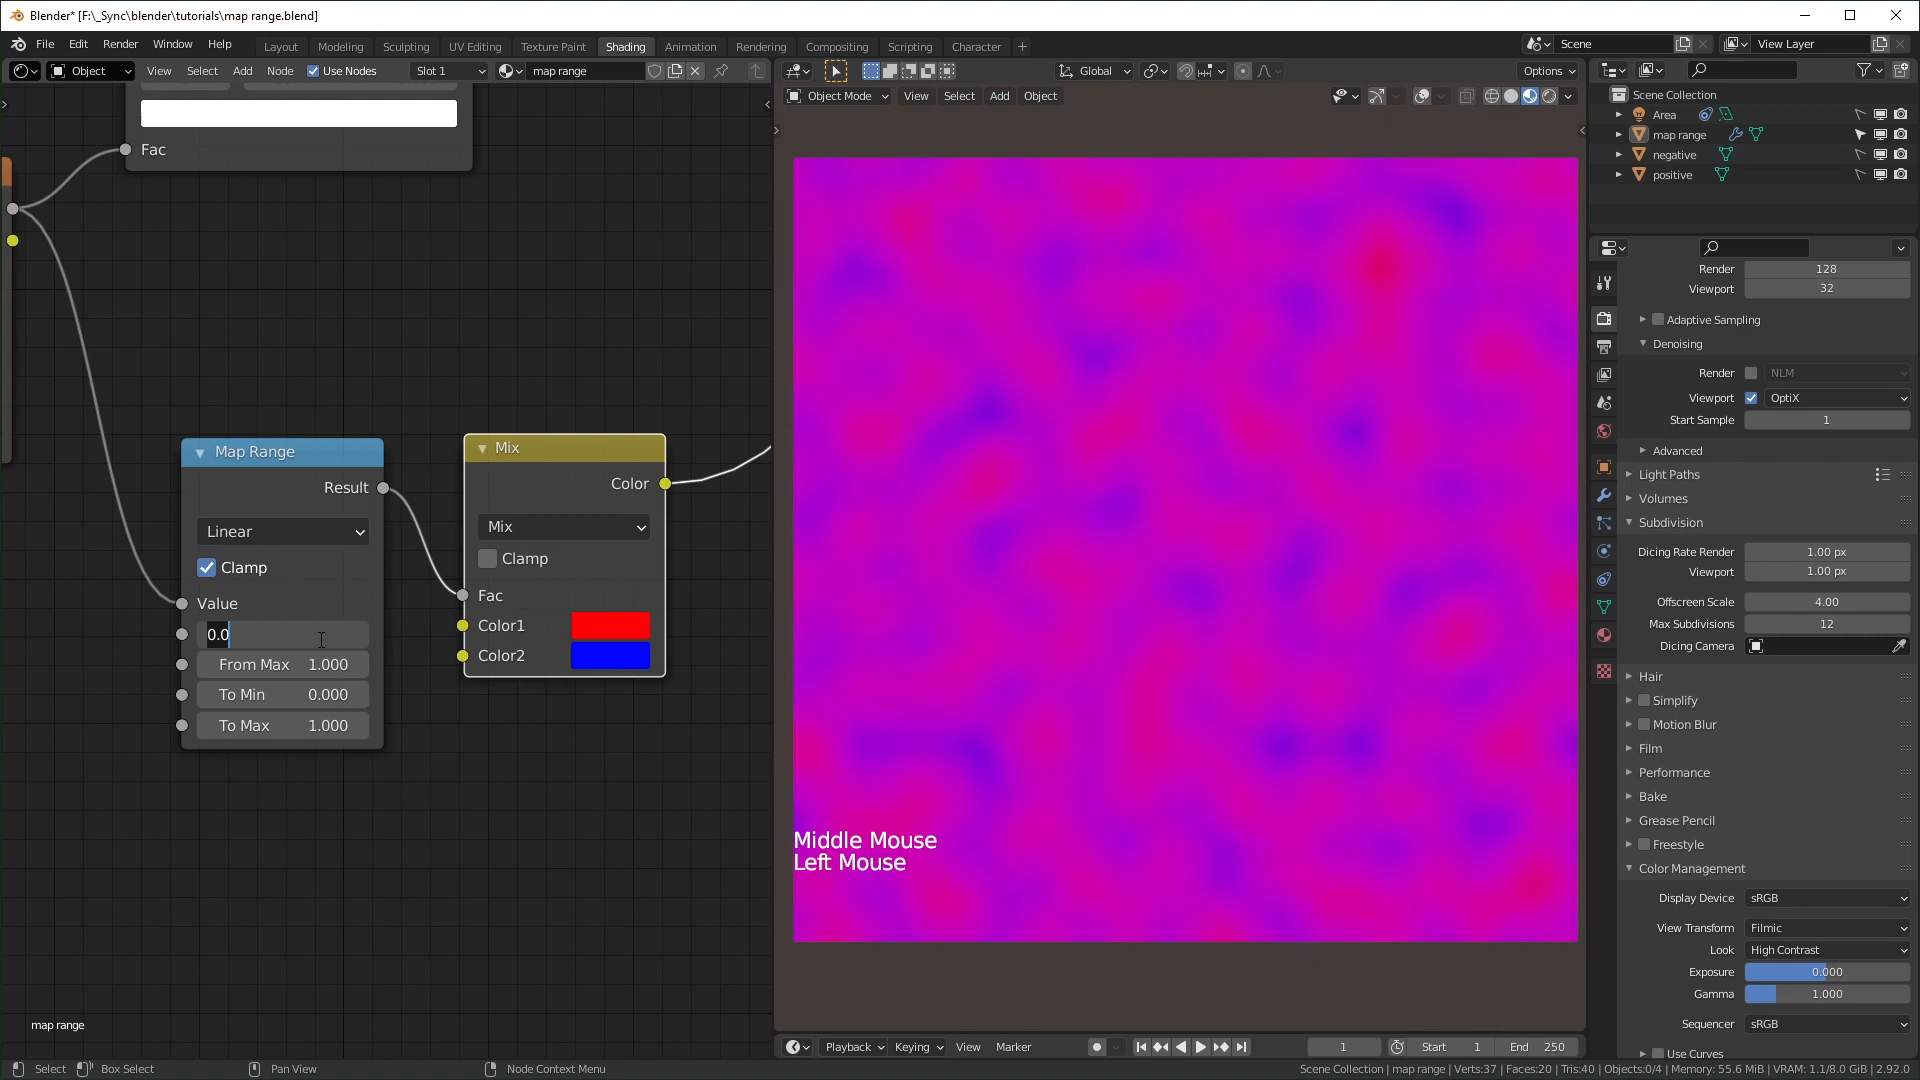 Blender* [F:\_Sync\blender\tutorials\map range.blend]
File Edit Render Window Help Layout Modeling Sculpting UV Editing Texture Paint Shading Animation Rendering Compositing Scripting Character + Scene View Layer
Object View Select Add Node Use Nodes Slot 1 map range Global Options
Object Mode View Select Add Object
Scene Collection
Area
map range
negative
positive
Fac
Map Range
Result
Linear
Clamp
Value
0.0
From Max 1.000
To Min 0.000
To Max 1.000
Mix
Color
Mix
Clamp
Fac
Color1
Color2
map range
Middle Mouse
Left Mouse
Render 128
Viewport 32
Adaptive Sampling
Denoising
Render NLM
Viewport OptiX
Start Sample 1
Advanced
Light Paths
Volumes
Subdivision
Dicing Rate Render 1.00 px
Viewport 1.00 px
Offscreen Scale 4.00
Max Subdivisions 12
Dicing Camera
Hair
Simplify
Motion Blur
Film
Performance
Bake
Grease Pencil
Freestyle
Color Management
Display Device sRGB
View Transform Filmic
Look High Contrast
Exposure 0.000
Gamma 1.000
Sequencer sRGB
Use Curves
Playback Keying View Marker 1 Start 1 End 250
Select Box Select Pan View Node Context Menu Scene Collection | map range | Verts:37 | Faces:20 | Tris:40 | Objects:0/4 | Memory: 55.6 MiB | VRAM: 1.1/8.0 GiB | 2.92.0